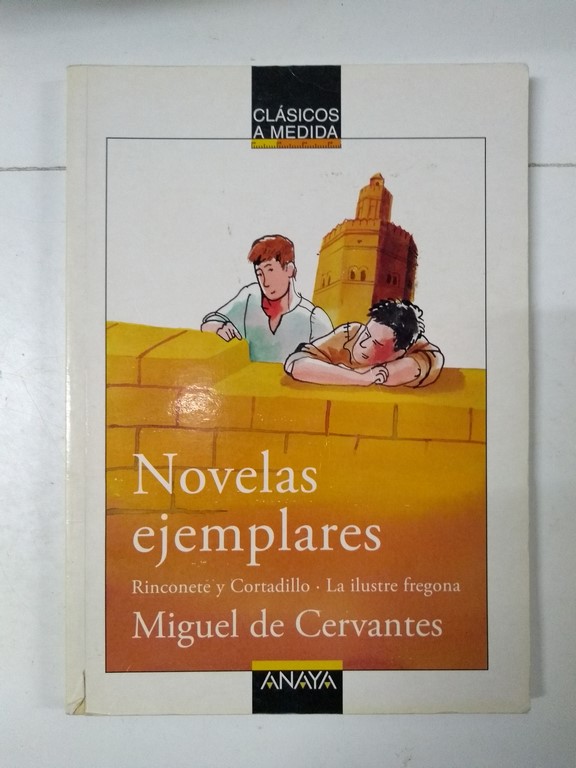 CLÁSICOS
A MEDIDA
Novelas
ejemplares
Rinconete y Cortadillo · La ilustre fregona
Miguel de Cervantes
ANAYA